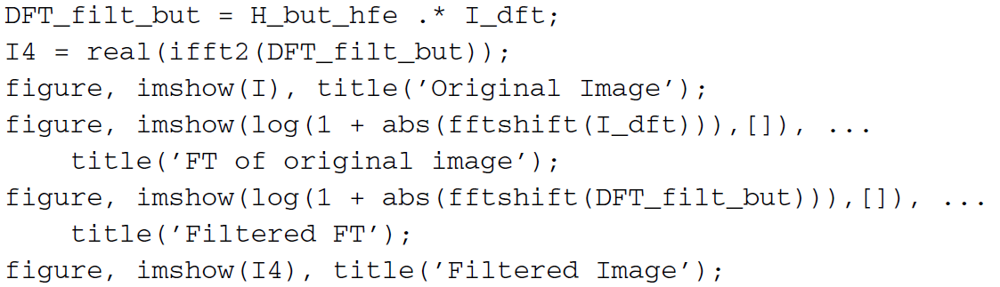 DFT_filt_but = H_but_hfe .* I_dft;
I4 = real(ifft2(DFT_filt_but));
figure, imshow(I), title('Original Image');
figure, imshow(log(1 + abs(fftshift(I_dft))),[]), ...
    title('FT of original image');
figure, imshow(log(1 + abs(fftshift(DFT_filt_but))),[]), ...
    title('Filtered FT');
figure, imshow(I4), title('Filtered Image');